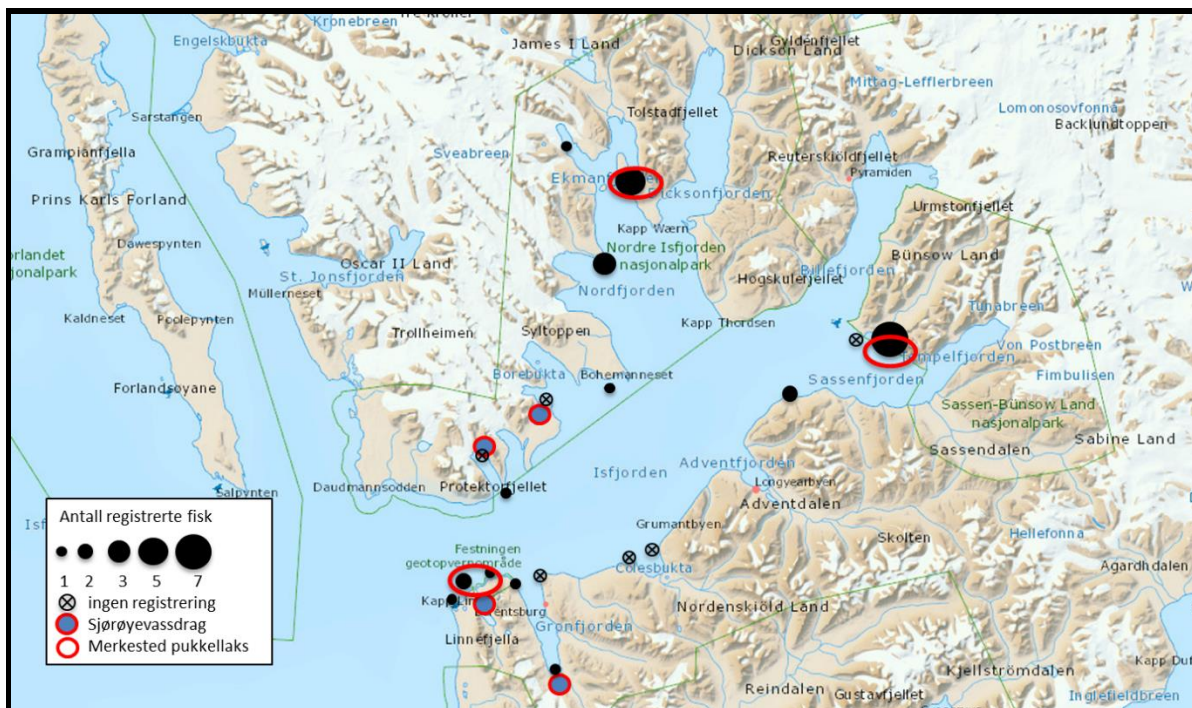 Kronebreen
Engelskbukta
James I Land
Gyldenfjellet
Dickson Land
Mittag-Lefflerbreen
Lomonosovfonna
Backlundtoppen
Sarstangen
Tolstadfjellet
Grampianfjella
Sveabreen
Reuterskiöldfjellet
Pyramiden
Prins Karls Forland
Dicksonfjorden
Urmstonfjellet
Kapp Wærn
Dawespynten
Nordre Isfjorden
nasjonalpark
Bünsow Land
Oscar II Land
St. Jonsfjorden
Billefjorden
Høgskulefjellet
Müllerneset
Nordfjorden
Tunabreen
Kaldneset
Poolepynten
Trollheimen
Syltoppen
Kapp Thordsen
Von Postbreen
Tempelfjorden
Borebukta
Bohemanneset
Forlandsøyane
Sassenfjorden
Fimbulisen
Sassen-Bünsow Land
nasjonalpark
Sabine Land
Sassendalen
Isfjorden
Adventfjorden
Salpynten
Daudmannsodden
Protektorfjellet
Longyearbyen
Adventdalen
Grumantbyen
Skolten
Hellefonna
Festningen
geotopvernområde
Colesbukta
Agardhdalen
Nordenskiöld Land
Grønfjorden
Linnefjella
Kjellströmdalen
Reindalen
Gustavfjellet
Inglefieldbreen
Antall registrerte fisk
1 2 3 5 7
ingen registrering
Sjørøyevassdrag
Merkested pukkellaks